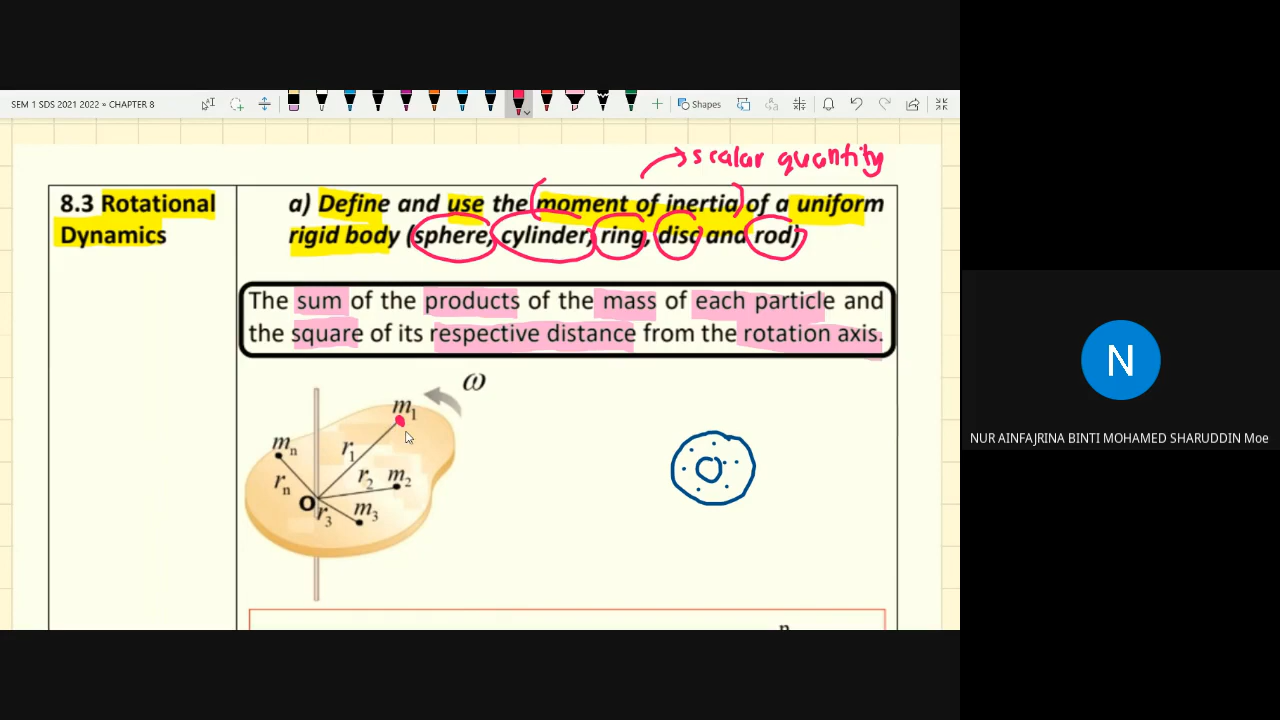 SEM 1 SDS 2021 2022 » CHAPTER 8
Shapes
scalar quantity
8.3 Rotational
Dynamics
a) Define and use the (moment of inertia) of a uniform
rigid body (sphere, cylinder, ring, disc and rod)
The sum of the products of the mass of each particle and
the square of its respective distance from the rotation axis.
ω
m1
mn
r1
r2 m2
rn
O
r3 m3
n
N
NUR AINFAJRINA BINTI MOHAMED SHARUDDIN Moe